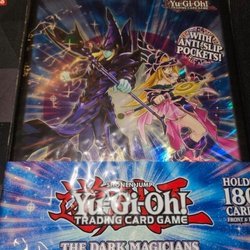 Yu-Gi-Oh!
WITH
ANTI-SLIP
POCKETS!
SHONEN JUMP
Yu-Gi-Oh!
TRADING CARD GAME
HOLD
180
CARD
FRONT &
THE DARK MAGICIANS